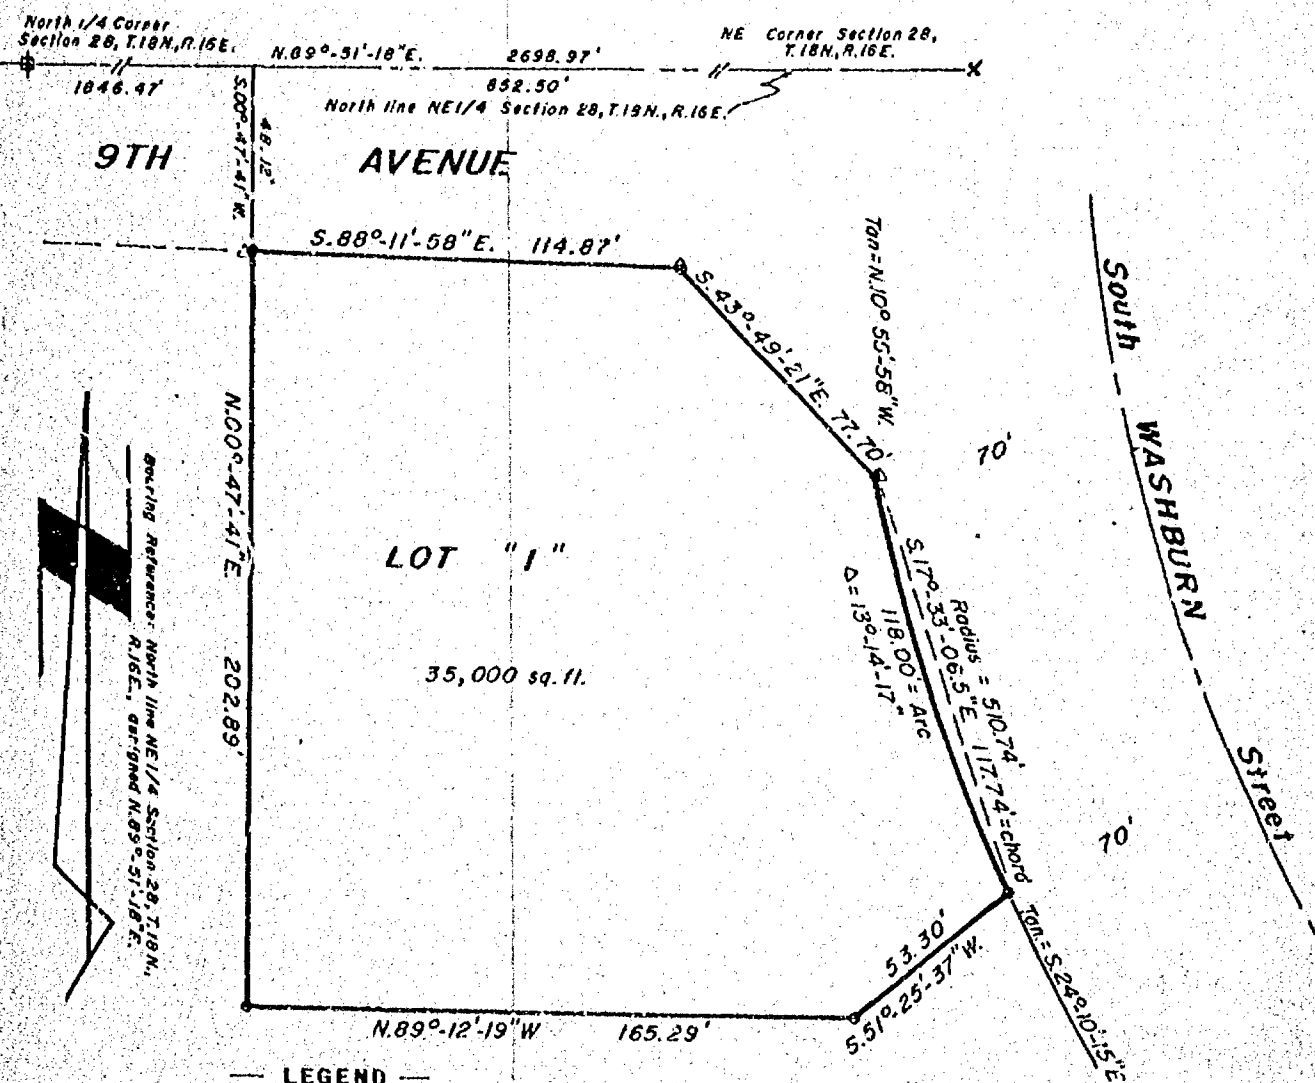 North 1/4 Corner
Section 28, T.18N,R.16E.
N.89°-51'-18"E. 2698.97'
NE Corner Section 28,
T.18N,R.16E.
1846.47'
852.50'
North line NE1/4 Section 28,T.18N.,R.16E.
S.00°-47'-41"W.
48.12'
9TH AVENUE
S.88°-11'-58"E. 114.87'
S.43°-49'-21"E. 77.70'
Tan=N.10°55'-58"W.
South WASHBURN Street
70'
N.00°-47'-41"E. 202.89'
LOT "1"
35,000 sq.ft.
Radius = 510.74'
S.17°-33'-06.5"E 117.74'=chord
118.00'= Arc
Δ=13°-14'-17"
70'
Bearing Reference: North line NE1/4 Section 28, T.18N.,
R.16E., assigned N.89°-51'-18"E.
53.30'
S.51°-25'-37"W.
Tan.=S.24°-10'-15"E
N.89°-12'-19"W 165.29'
— LEGEND —